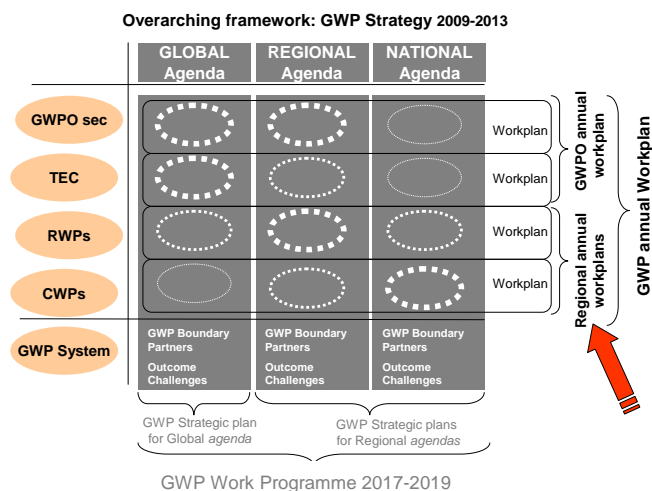 Overarching framework: GWP Strategy 2009-2013
GLOBAL
Agenda
REGIONAL
Agenda
NATIONAL
Agenda
GWPO sec
Workplan
TEC
Workplan
RWPs
Workplan
CWPs
Workplan
GWPO annual
workplan
Regional annual
workplans
GWP annual Workplan
GWP System
GWP Boundary
Partners
Outcome
Challenges
GWP Boundary
Partners
Outcome
Challenges
GWP Boundary
Partners
Outcome
Challenges
GWP Strategic plan
for Global agenda
GWP Strategic plans
for Regional agendas
GWP Work Programme 2017-2019